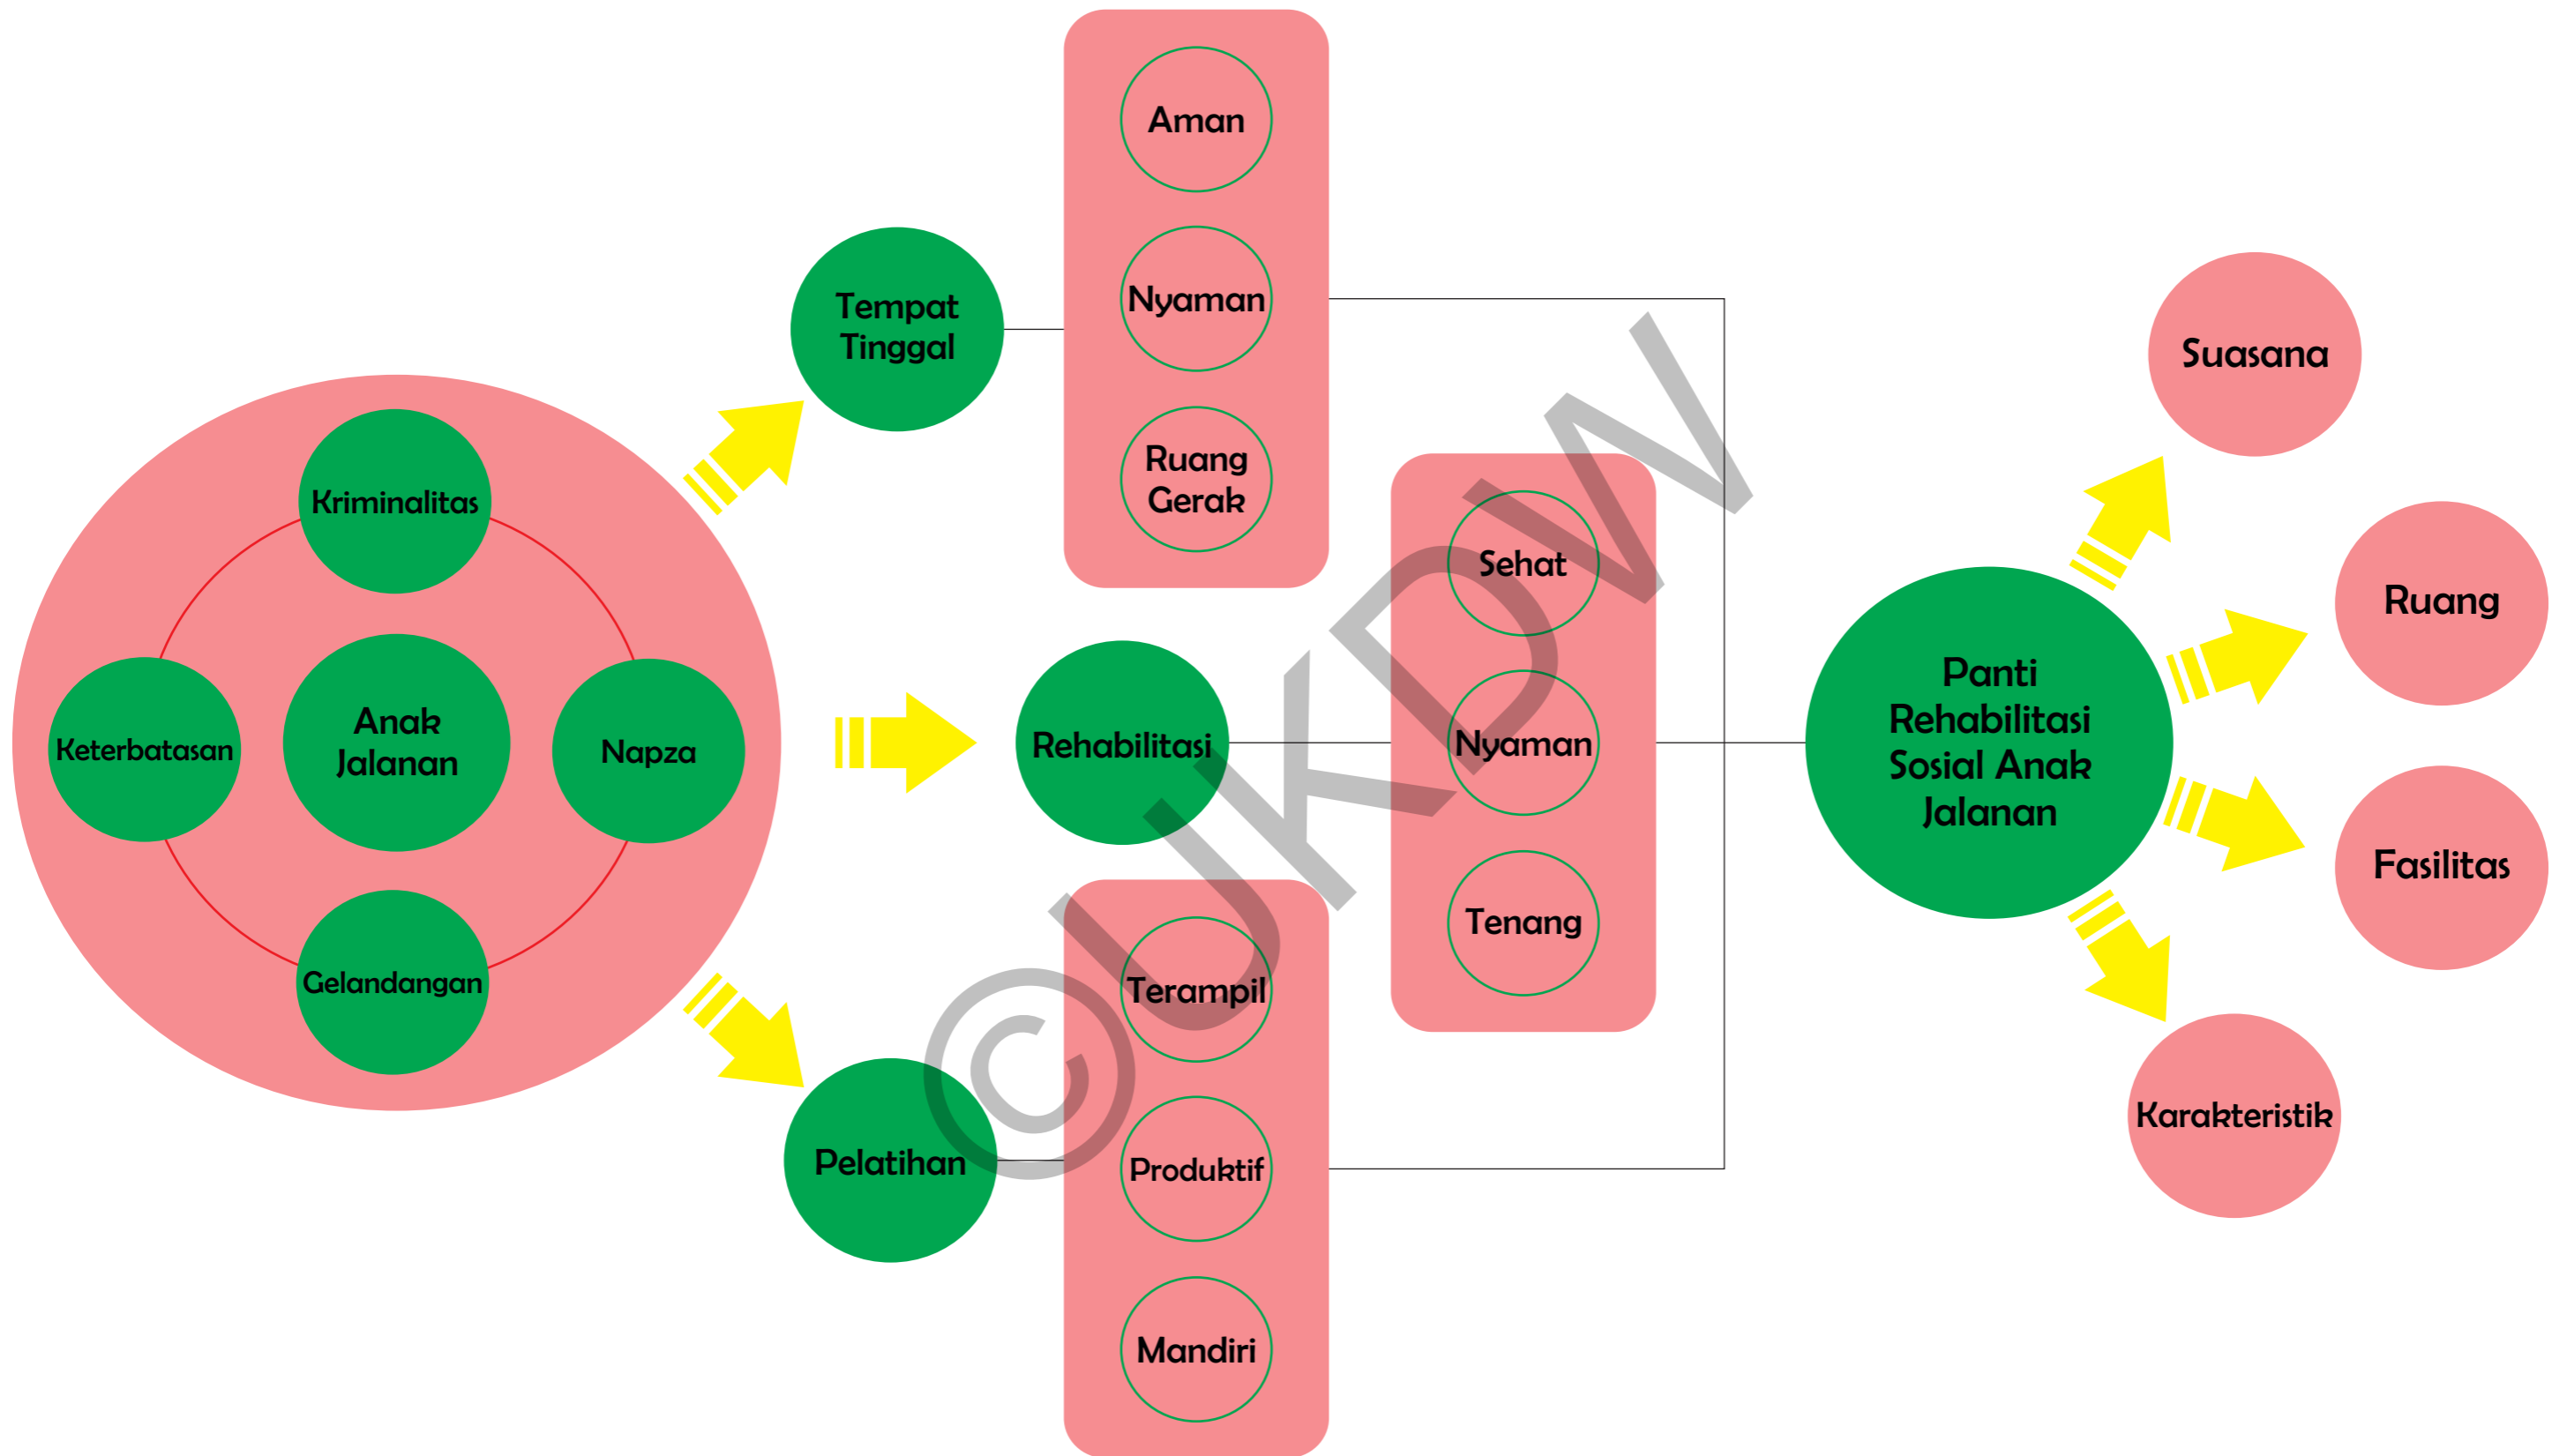 Kriminalitas
Keterbatasan
Anak
Jalanan
Napza
Gelandangan
Tempat
Tinggal
Rehabilitasi
Pelatihan
Aman
Nyaman
Ruang
Gerak
Sehat
Nyaman
Tenang
Terampil
Produktif
Mandiri
Panti
Rehabilitasi
Sosial Anak
Jalanan
Suasana
Ruang
Fasilitas
Karakteristik
©UKDW